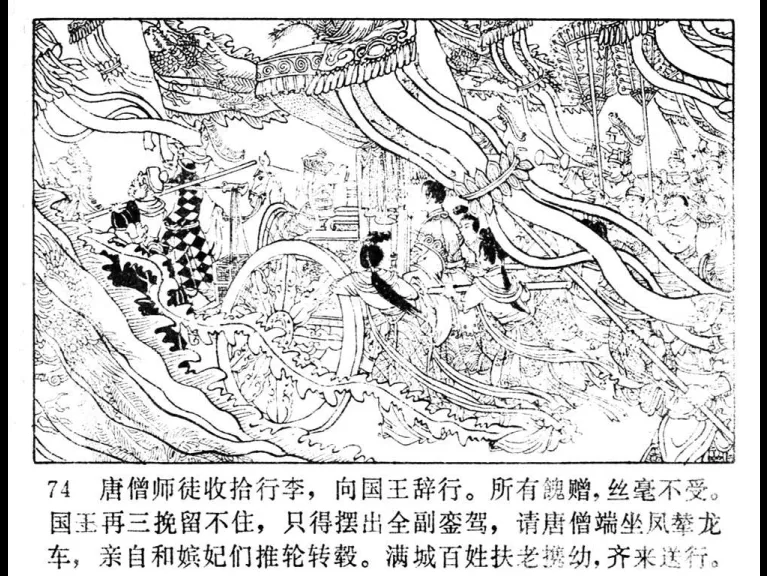 74 唐僧师徒收拾行李，向国王辞行。所有餽赠，丝毫不受。
国王再三挽留不住，只得摆出全副銮驾，请唐僧端坐凤辇龙
车，亲自和嫔妃们推轮转毂。满城百姓扶老携幼，齐来送行。